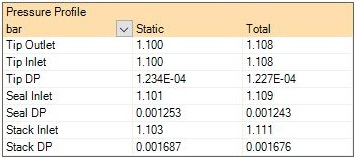 Pressure Profile
bar Static Total
Tip Outlet 1.100 1.108
Tip Inlet 1.100 1.108
Tip DP 1.234E-04 1.227E-04
Seal Inlet 1.101 1.109
Seal DP 0.001253 0.001243
Stack Inlet 1.103 1.111
Stack DP 0.001687 0.001676